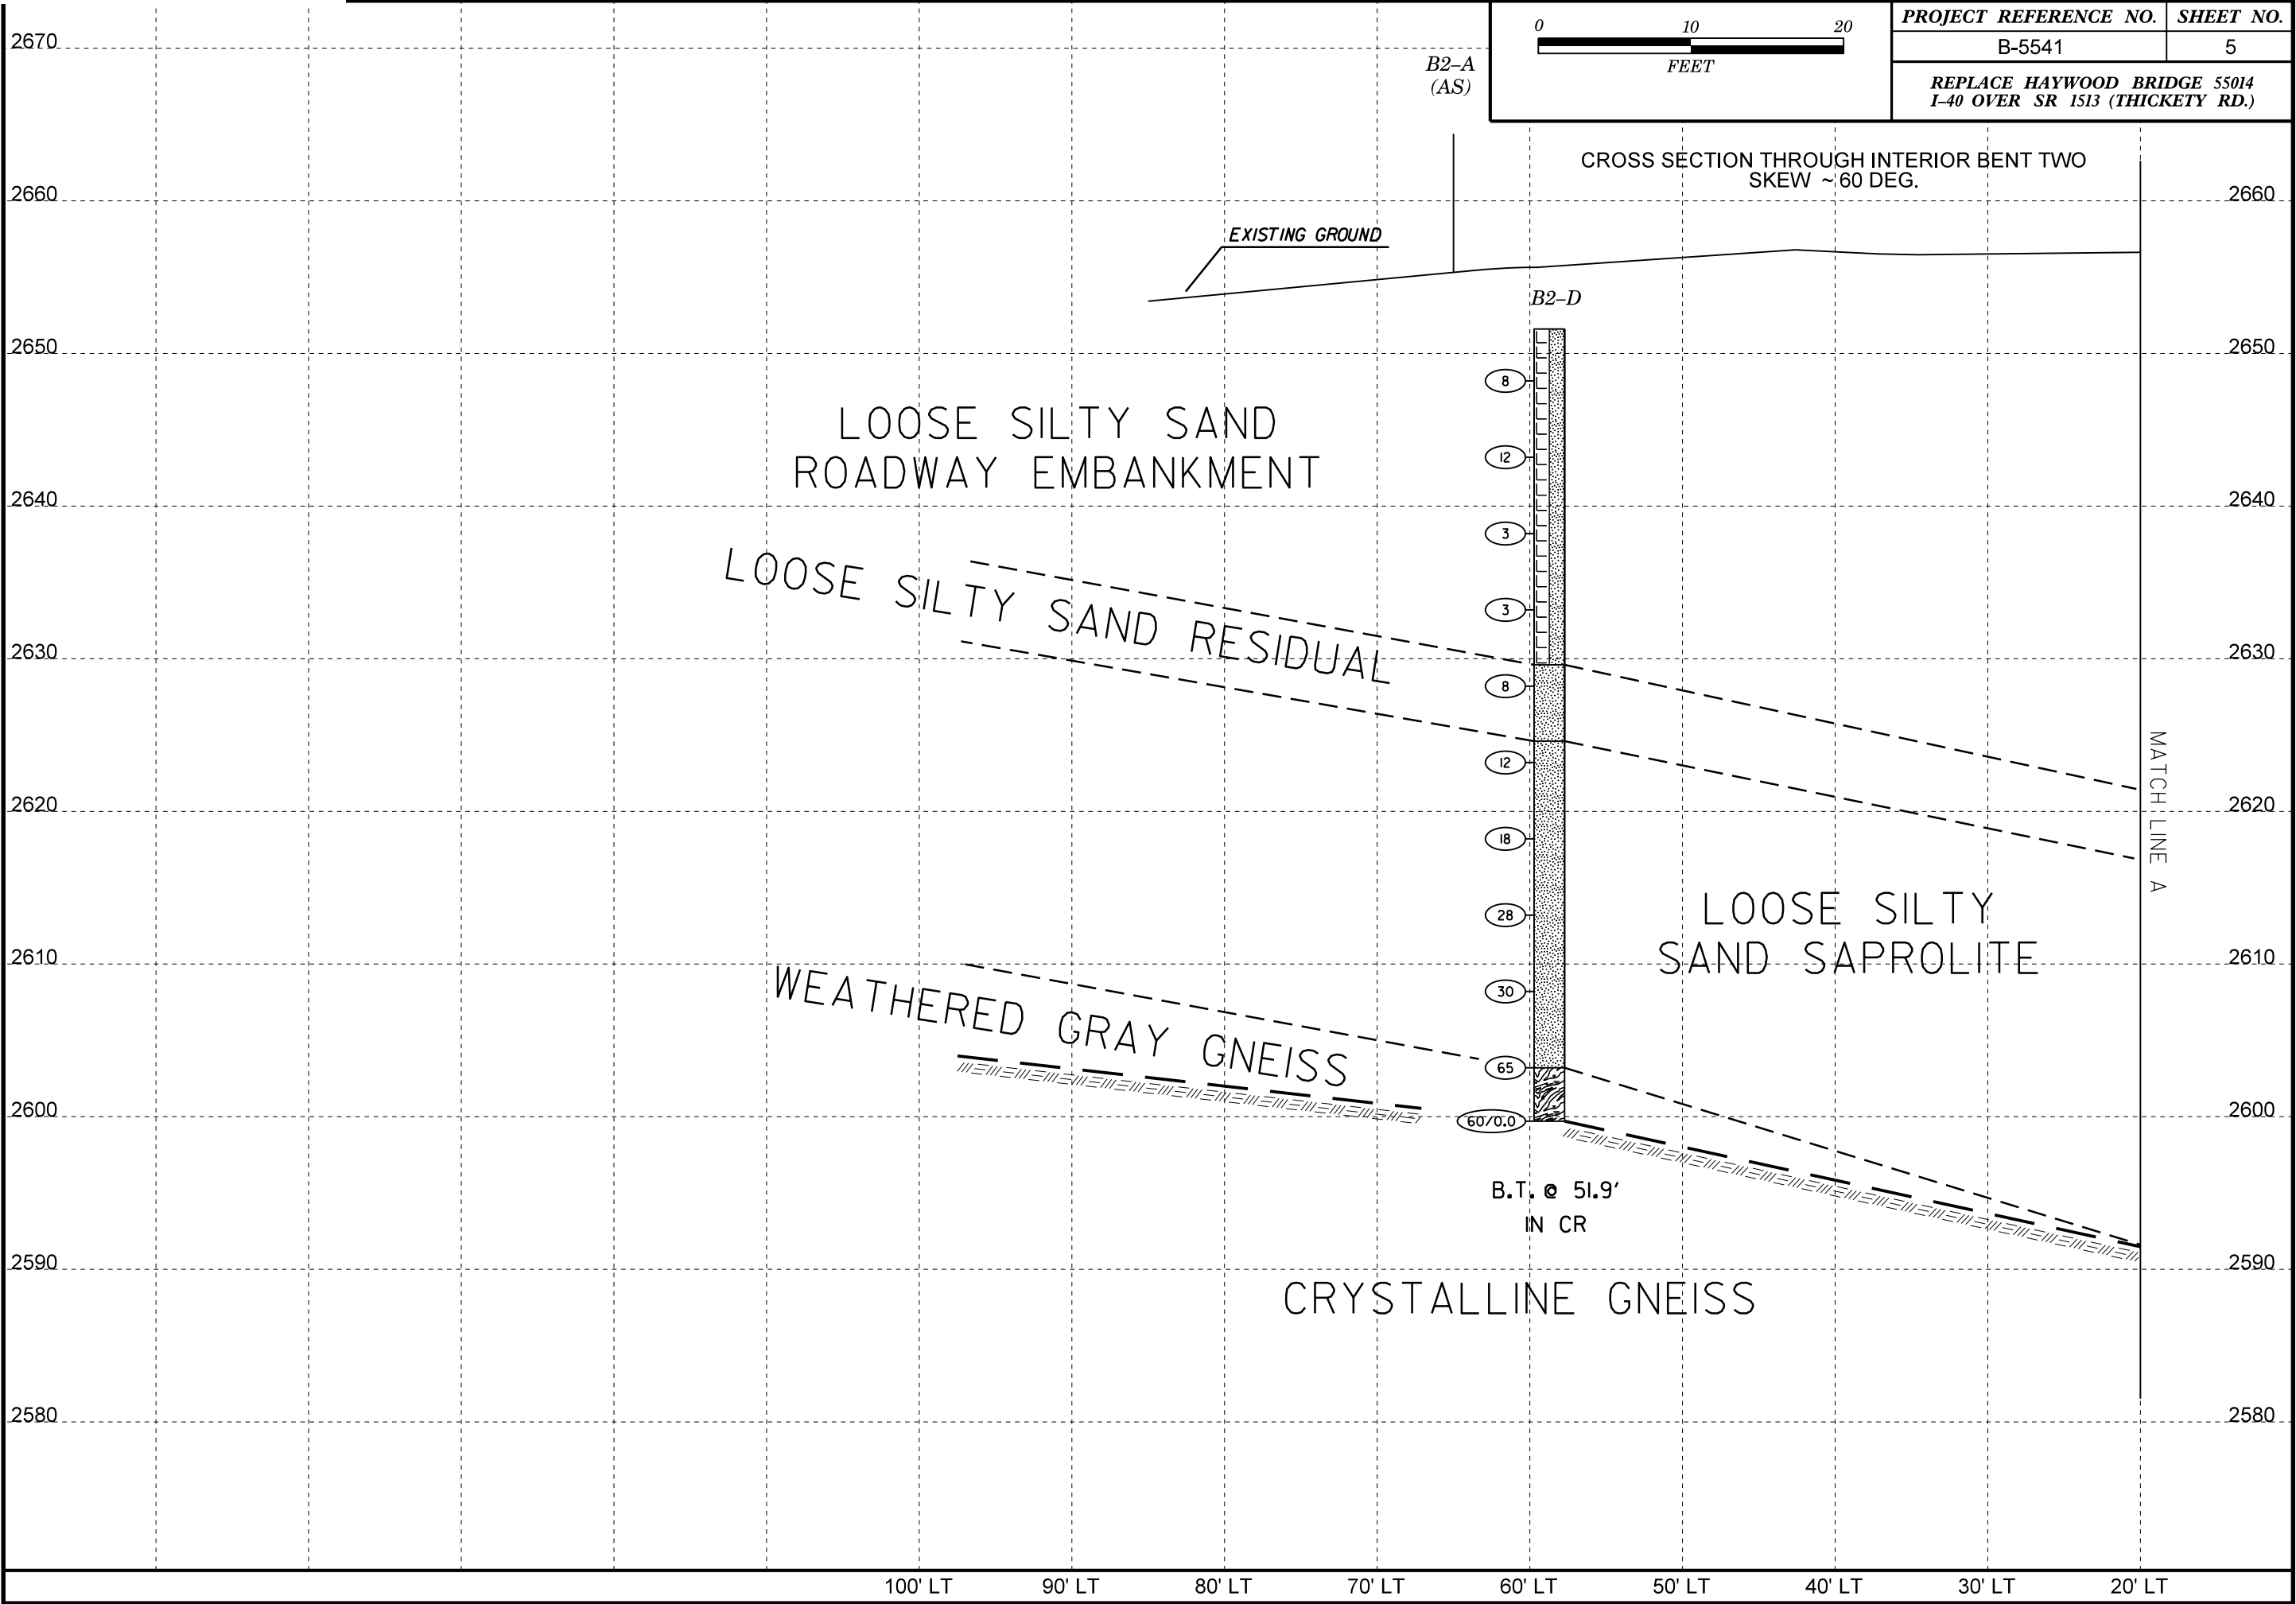 0 10 20
FEET
PROJECT REFERENCE NO. SHEET NO.
B-5541 5
REPLACE HAYWOOD BRIDGE 55014
I-40 OVER SR 1513 (THICKETY RD.)
2670
B2-A
(AS)
CROSS SECTION THROUGH INTERIOR BENT TWO
SKEW ~ 60 DEG.
2660 2660
EXISTING GROUND
B2-D
2650 2650
8
LOOSE SILTY SAND
ROADWAY EMBANKMENT
12
2640 2640
3
LOOSE SILTY SAND RESIDUAL
3
2630 2630
8
12
MATCH LINE A
2620 2620
18
LOOSE SILTY
SAND SAPROLITE
28
2610 2610
WEATHERED GRAY GNEISS
30
65
2600 2600
60/0.0
B.T. @ 51.9'
IN CR
2590 2590
CRYSTALLINE GNEISS
2580 2580
100' LT 90' LT 80' LT 70' LT 60' LT 50' LT 40' LT 30' LT 20' LT